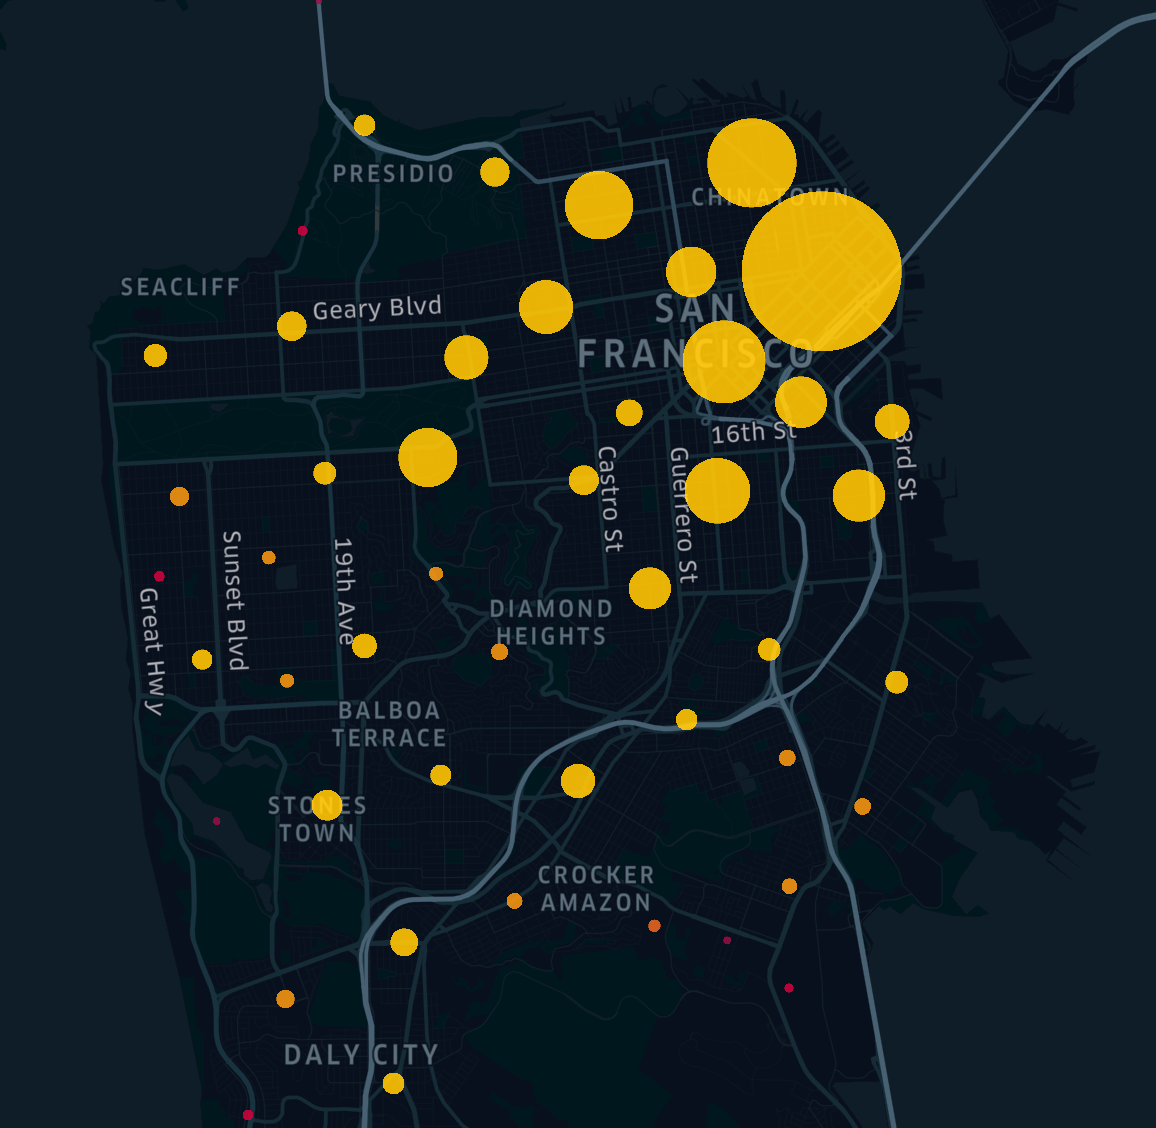 PRESIDIO
CHINATOWN
SEACLIFF
Geary Blvd
SAN
FRANCISCO
16th St
3rd St
Castro St
Guerrero St
Sunset Blvd
19th Ave
Great Hwy
DIAMOND
HEIGHTS
BALBOA
TERRACE
STONES
TOWN
CROCKER
AMAZON
DALY CITY